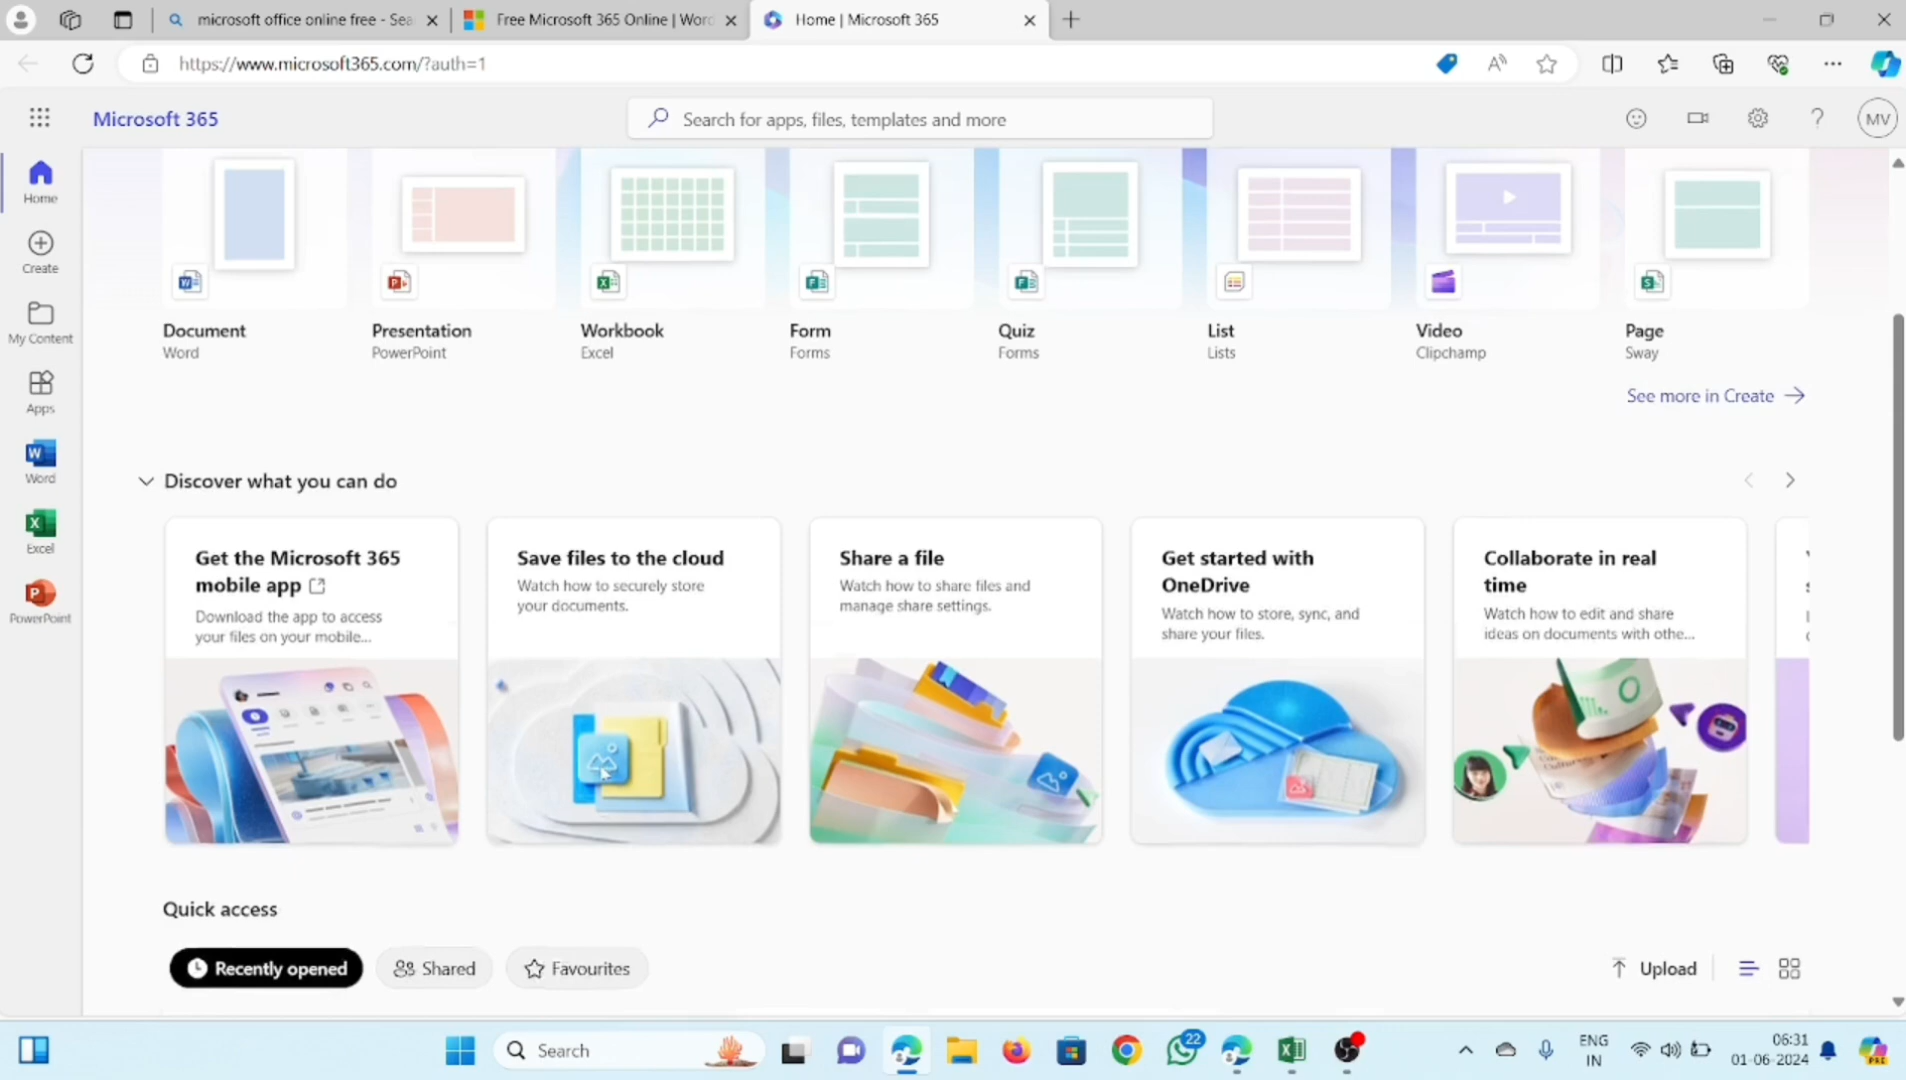 microsoft office online free - Sea
Free Microsoft 365 Online | Word
Home | Microsoft 365
https://www.microsoft365.com/?auth=1
Microsoft 365
Search for apps, files, templates and more
MV
Home
Create
My Content
Apps
Word
Excel
PowerPoint
Document
Word
Presentation
PowerPoint
Workbook
Excel
Form
Forms
Quiz
Forms
List
Lists
Video
Clipchamp
Page
Sway
See more in Create
Discover what you can do
Get the Microsoft 365
mobile app
Download the app to access
your files on your mobile...
Save files to the cloud
Watch how to securely store
your documents.
Share a file
Watch how to share files and
manage share settings.
Get started with
OneDrive
Watch how to store, sync, and
share your files.
Collaborate in real
time
Watch how to edit and share
ideas on documents with othe...
Quick access
Recently opened
Shared
Favourites
Upload
Search
22
ENG
IN
06:31
01-06-2024
PRE